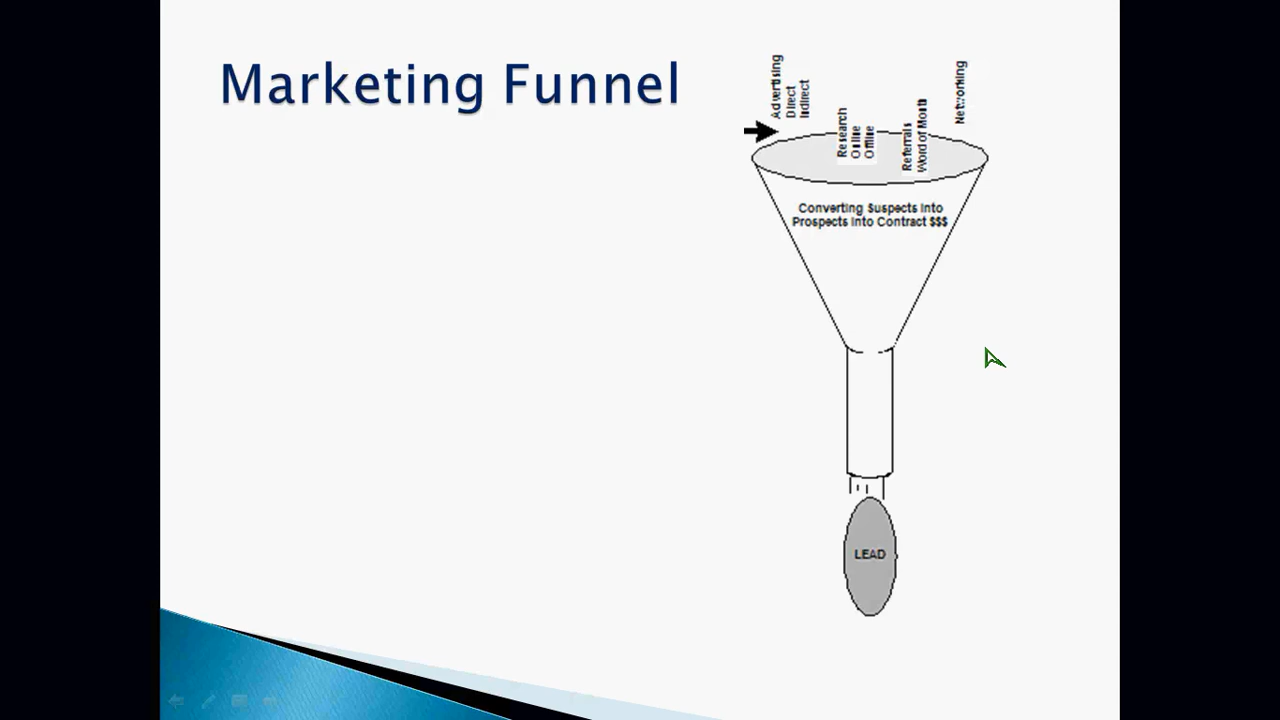 Marketing Funnel
Advertising
Direct
Indirect
Research
Online
Offline
Referrals
Word of Mouth
Networking
Converting Suspects Into
Prospects Into Contract $$$
LEAD